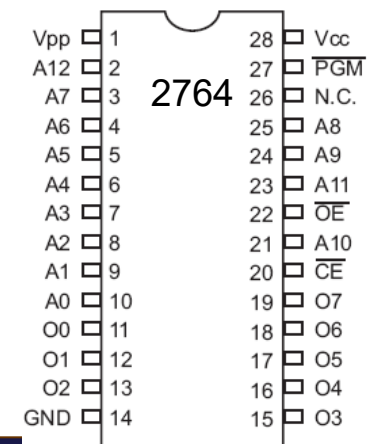 Vpp 1 28 Vcc
A12 2 27 PGM
A7 3 2764 26 N.C.
A6 4 25 A8
A5 5 24 A9
A4 6 23 A11
A3 7 22 OE
A2 8 21 A10
A1 9 20 CE
A0 10 19 O7
O0 11 18 O6
O1 12 17 O5
O2 13 16 O4
GND 14 15 O3